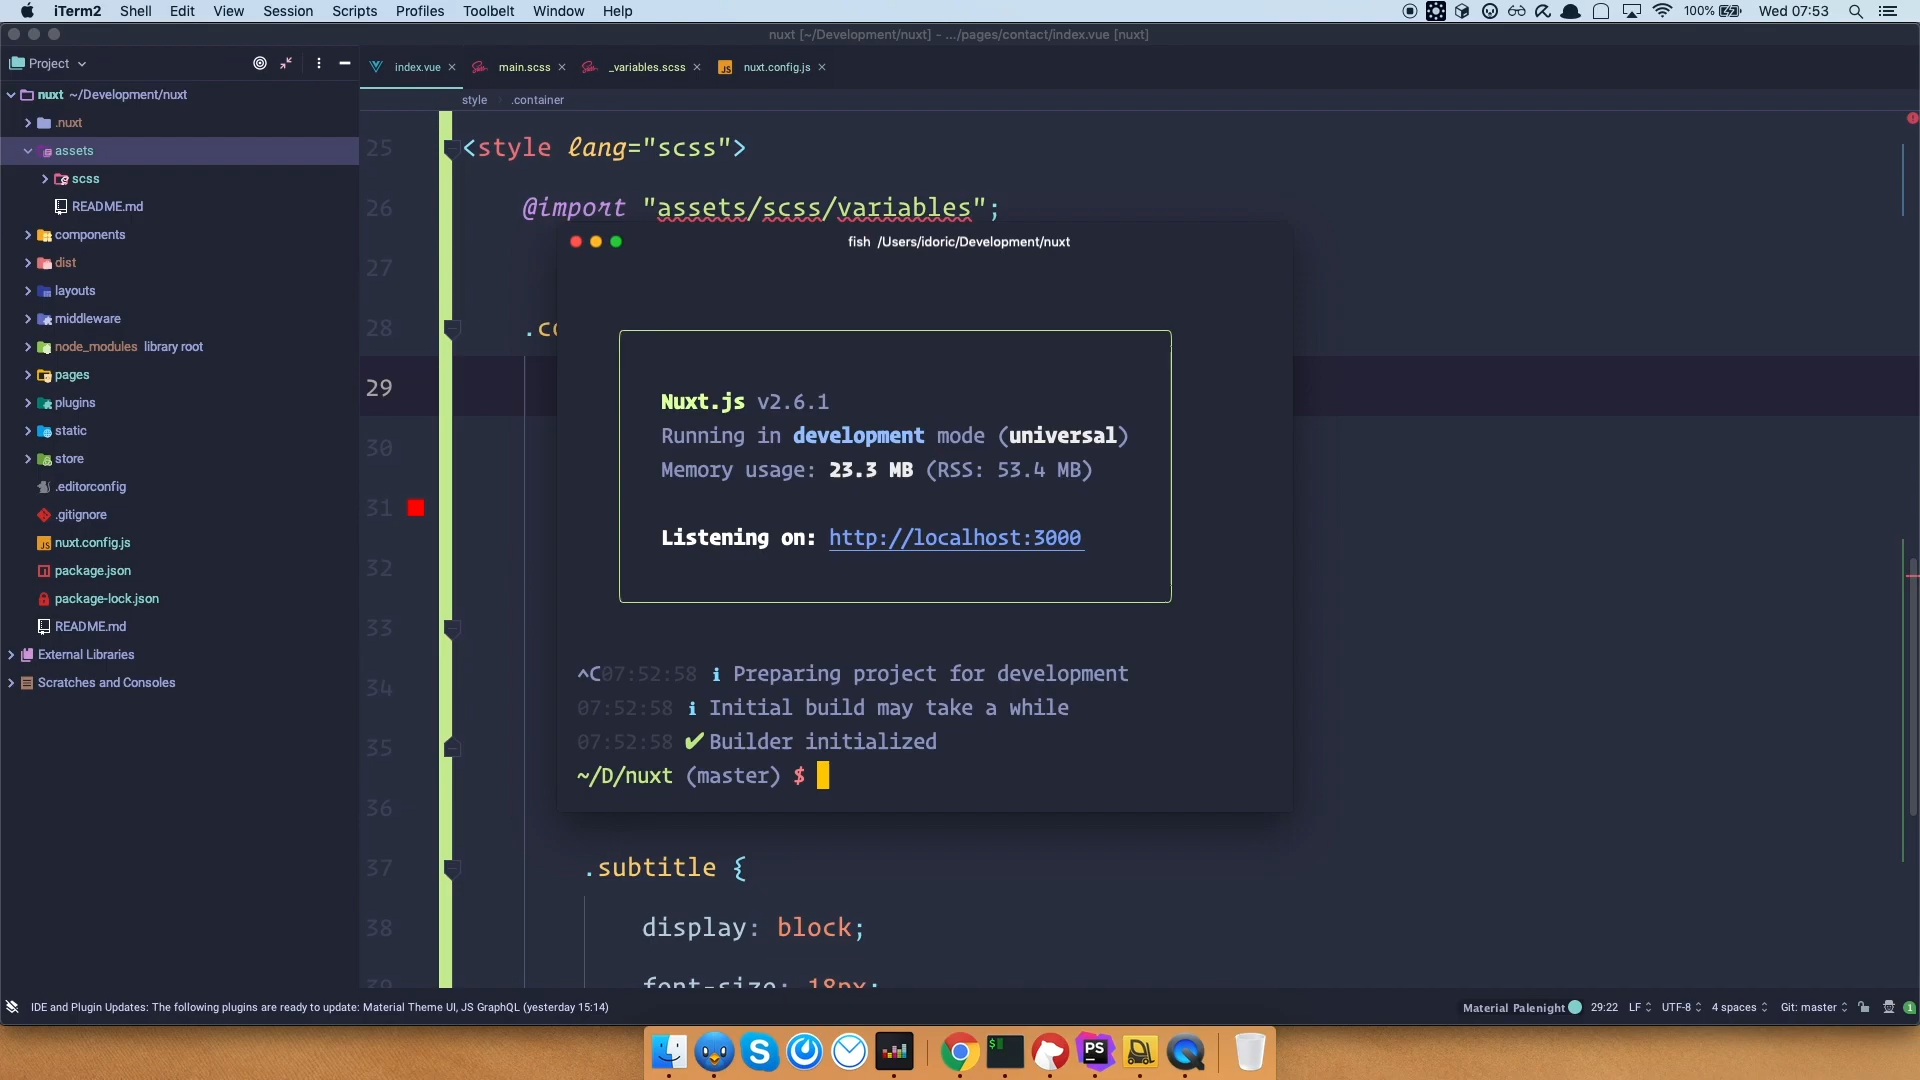 iTerm2 Shell Edit View Session Scripts Profiles Toolbelt Window Help 100% Wed 07:53
nuxt [~/Development/nuxt] - .../pages/contact/index.vue [nuxt]
Project
index.vue main.scss _variables.scss nuxt.config.js
style .container
nuxt ~/Development/nuxt
.nuxt
assets
scss
README.md
components
dist
layouts
middleware
node_modules library root
pages
plugins
static
store
.editorconfig
.gitignore
nuxt.config.js
package.json
package-lock.json
README.md
External Libraries
Scratches and Consoles
25 <style lang="scss">
26 @import "assets/scss/variables";
27
28 .co
29
30
31
32
33
34
35
36
37 .subtitle {
38 display: block;
39 font-size: 18px;
fish /Users/idoric/Development/nuxt
Nuxt.js v2.6.1
Running in development mode (universal)
Memory usage: 23.3 MB (RSS: 53.4 MB)
Listening on: http://localhost:3000
^C07:52:58 i Preparing project for development
07:52:58 i Initial build may take a while
07:52:58 ✔ Builder initialized
~/D/nuxt (master) $
IDE and Plugin Updates: The following plugins are ready to update: Material Theme UI, JS GraphQL (yesterday 15:14)
Material Palenight 29:22 LF UTF-8 4 spaces Git: master 1
$
PS